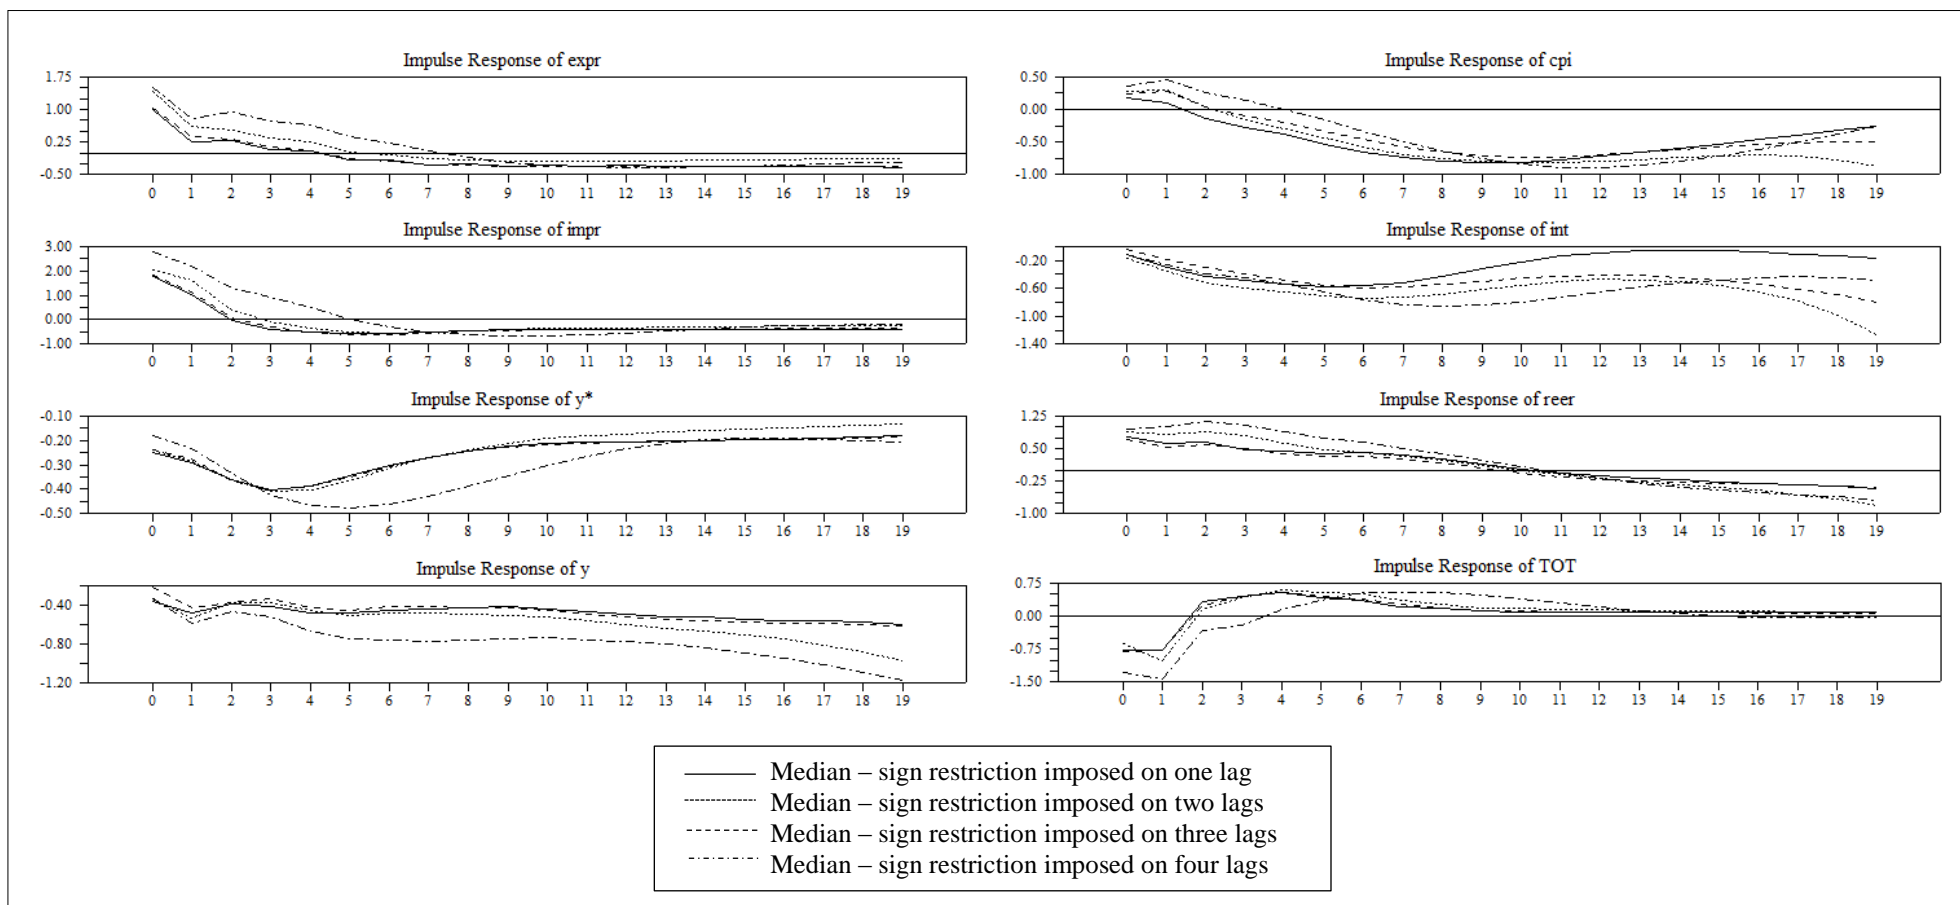 Impulse Response of expr
1.75
1.00
0.25
-0.50
0 1 2 3 4 5 6 7 8 9 10 11 12 13 14 15 16 17 18 19
Impulse Response of impr
3.00
2.00
1.00
0.00
-1.00
0 1 2 3 4 5 6 7 8 9 10 11 12 13 14 15 16 17 18 19
Impulse Response of y*
-0.10
-0.20
-0.30
-0.40
-0.50
0 1 2 3 4 5 6 7 8 9 10 11 12 13 14 15 16 17 18 19
Impulse Response of y
-0.40
-0.80
-1.20
0 1 2 3 4 5 6 7 8 9 10 11 12 13 14 15 16 17 18 19
Impulse Response of cpi
0.50
0.00
-0.50
-1.00
0 1 2 3 4 5 6 7 8 9 10 11 12 13 14 15 16 17 18 19
Impulse Response of int
-0.20
-0.60
-1.00
-1.40
0 1 2 3 4 5 6 7 8 9 10 11 12 13 14 15 16 17 18 19
Impulse Response of reer
1.25
0.50
-0.25
-1.00
0 1 2 3 4 5 6 7 8 9 10 11 12 13 14 15 16 17 18 19
Impulse Response of TOT
0.75
0.00
-0.75
-1.50
0 1 2 3 4 5 6 7 8 9 10 11 12 13 14 15 16 17 18 19
Median – sign restriction imposed on one lag
Median – sign restriction imposed on two lags
Median – sign restriction imposed on three lags
Median – sign restriction imposed on four lags